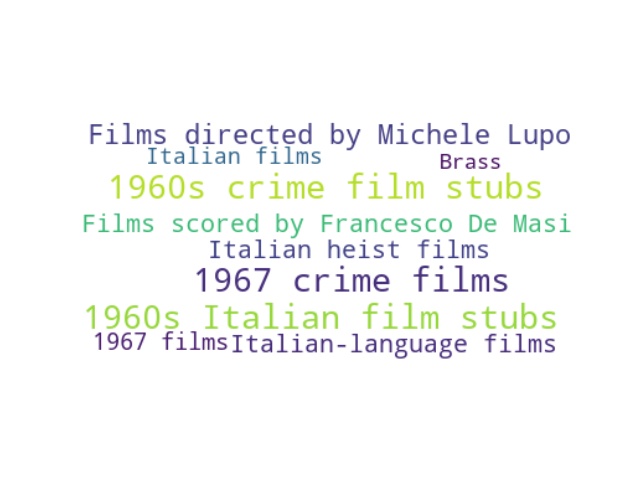 Films directed by Michele Lupo
Italian films
Brass
1960s crime film stubs
Films scored by Francesco De Masi
Italian heist films
1967 crime films
1960s Italian film stubs
1967 films
Italian-language films